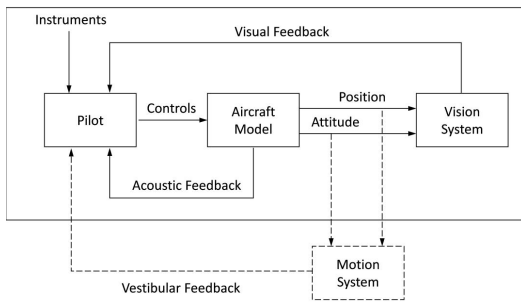 Instruments
Visual Feedback
Pilot
Controls
Aircraft
Model
Position
Attitude
Vision
System
Acoustic Feedback
Motion
System
Vestibular Feedback